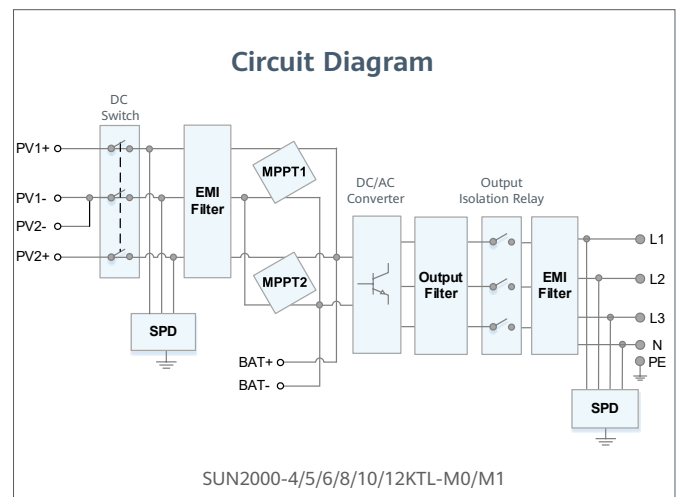 Circuit Diagram
DC
Switch
PV1+
PV1-
PV2-
PV2+
EMI
Filter
SPD
MPPT1
MPPT2
BAT+
BAT-
DC/AC
Converter
Output
Filter
Output
Isolation Relay
EMI
Filter
L1
L2
L3
N
PE
SPD
SUN2000-4/5/6/8/10/12KTL-M0/M1